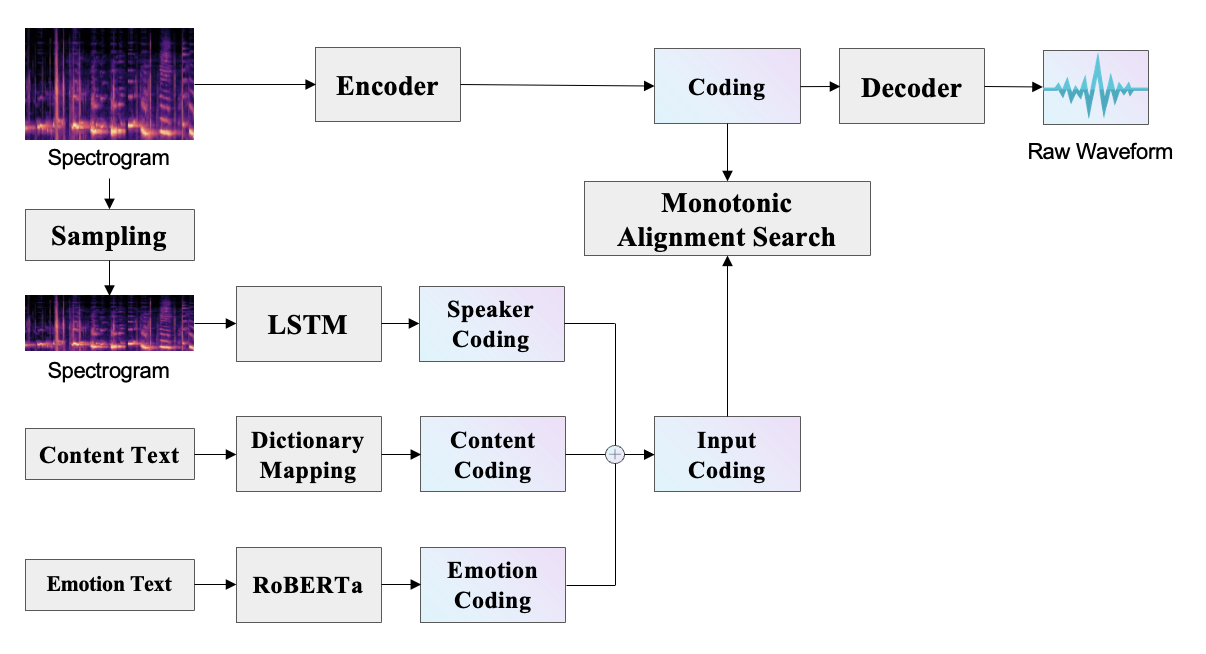 Encoder
Coding
Decoder
Spectrogram
Raw Waveform
Monotonic
Alignment Search
Sampling
LSTM
Speaker
Coding
Spectrogram
Content Text
Dictionary
Mapping
Content
Coding
Input
Coding
Emotion Text
RoBERTa
Emotion
Coding